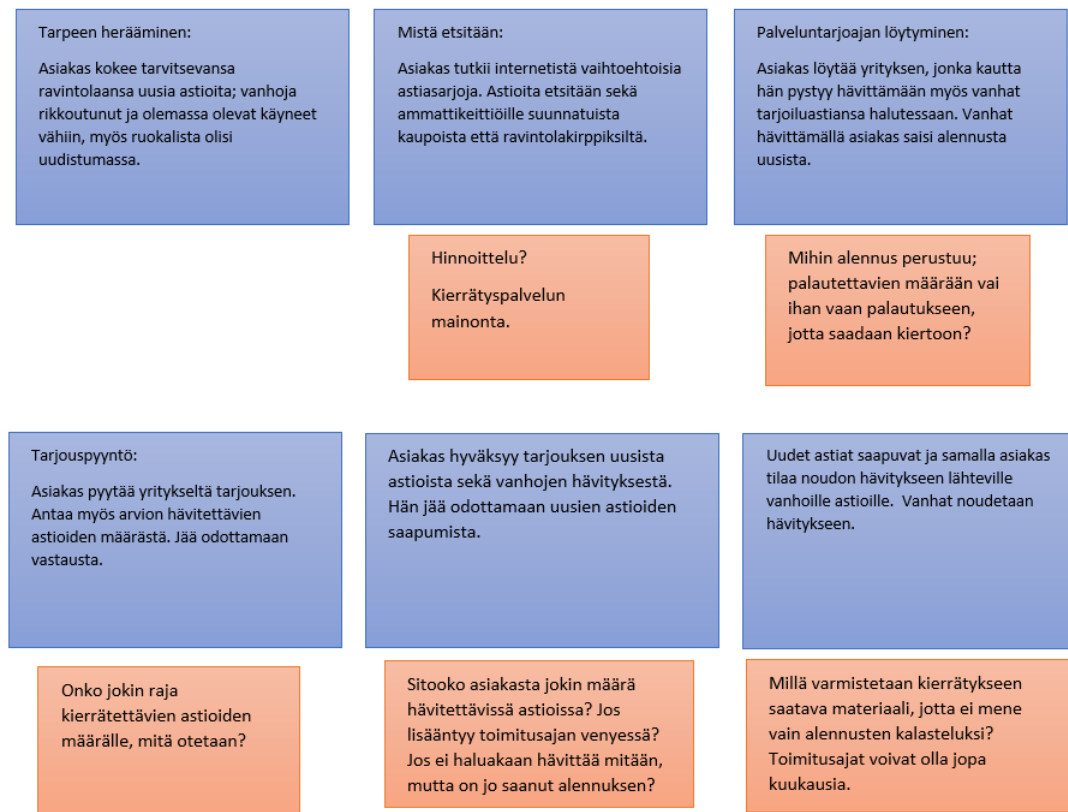 Tarpeen herääminen:
Asiakas kokee tarvitsevansa
ravintolaansa uusia astioita; vanhoja
rikkoutunut ja olemassa olevat käyneet
vähiin, myös ruokalista olisi
uudistumassa.
Mistä etsitään:
Asiakas tutkii internetistä vaihtoehtoisia
astiasarjoja. Astioita etsitään sekä
ammattikeittiöille suunnatuista
kaupoista että ravintolakirppiksiltä.
Palveluntarjoajan löytyminen:
Asiakas löytää yrityksen, jonka kautta
hän pystyy hävittämään myös vanhat
tarjoiluastiansa halutessaan. Vanhat
hävittämällä asiakas saisi alennusta
uusista.
Hinnoittelu?
Kierrätyspalvelun
mainonta.
Mihin alennus perustuu;
palautettavien määrään vai
ihan vaan palautukseen,
jotta saadaan kiertoon?
Tarjouspyyntö:
Asiakas pyytää yritykseltä tarjouksen.
Antaa myös arvion hävitettävien
astioiden määrästä. Jää odottamaan
vastausta.
Asiakas hyväksyy tarjouksen uusista
astioista sekä vanhojen hävityksestä.
Hän jää odottamaan uusien astioiden
saapumista.
Uudet astiat saapuvat ja samalla asiakas
tilaa noudon hävitykseen lähteville
vanhoille astioille. Vanhat noudetaan
hävitykseen.
Onko jokin raja
kierrätettävien astioiden
määrälle, mitä otetaan?
Sitooko asiakasta jokin määrä
hävitettävissä astioissa? Jos
lisääntyy toimitusajan venyessä?
Jos ei haluakaan hävittää mitään,
mutta on jo saanut alennuksen?
Millä varmistetaan kierrätykseen
saatava materiaali, jotta ei mene
vain alennusten kalasteluksi?
Toimitusajat voivat olla jopa
kuukausia.